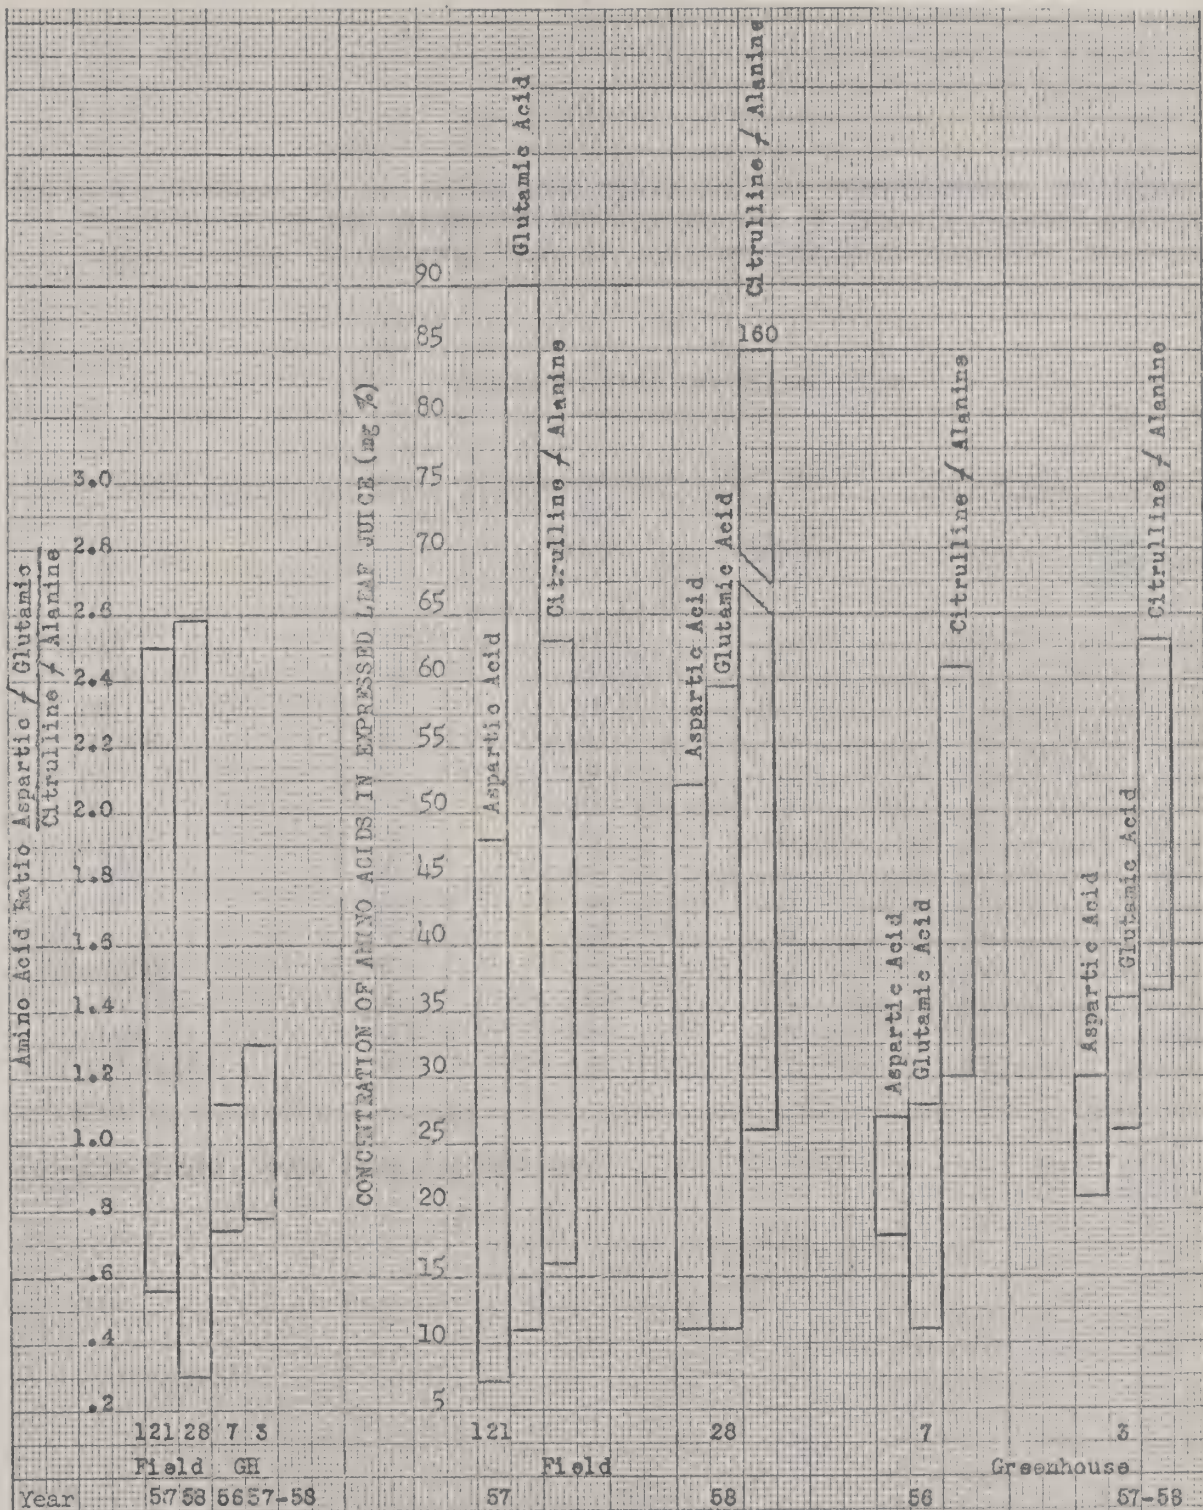 Amino Acid Ratio Aspartic / Glutamic
Citrulline / Alanine
3.0
2.8
2.6
2.4
2.2
2.0
1.8
1.6
1.4
1.2
1.0
.8
.6
.4
.2
CONCENTRATION OF AMINO ACIDS IN EXPRESSED LEAF JUICE (mg %)
90
85
80
75
70
65
60
55
50
45
40
35
30
25
20
15
10
5
Aspartic Acid
Glutamic Acid
Citrulline / Alanine
Aspartic Acid
Glutamic Acid
160
Citrulline / Alanine
Aspartic Acid
Glutamic Acid
Citrulline / Alanine
Aspartic Acid
Glutamic Acid
Citrulline / Alanine
121 28 7 3 121 28 7 3
Field GH Field Greenhouse
Year 57 58 56 57-58 57 58 56 57-58